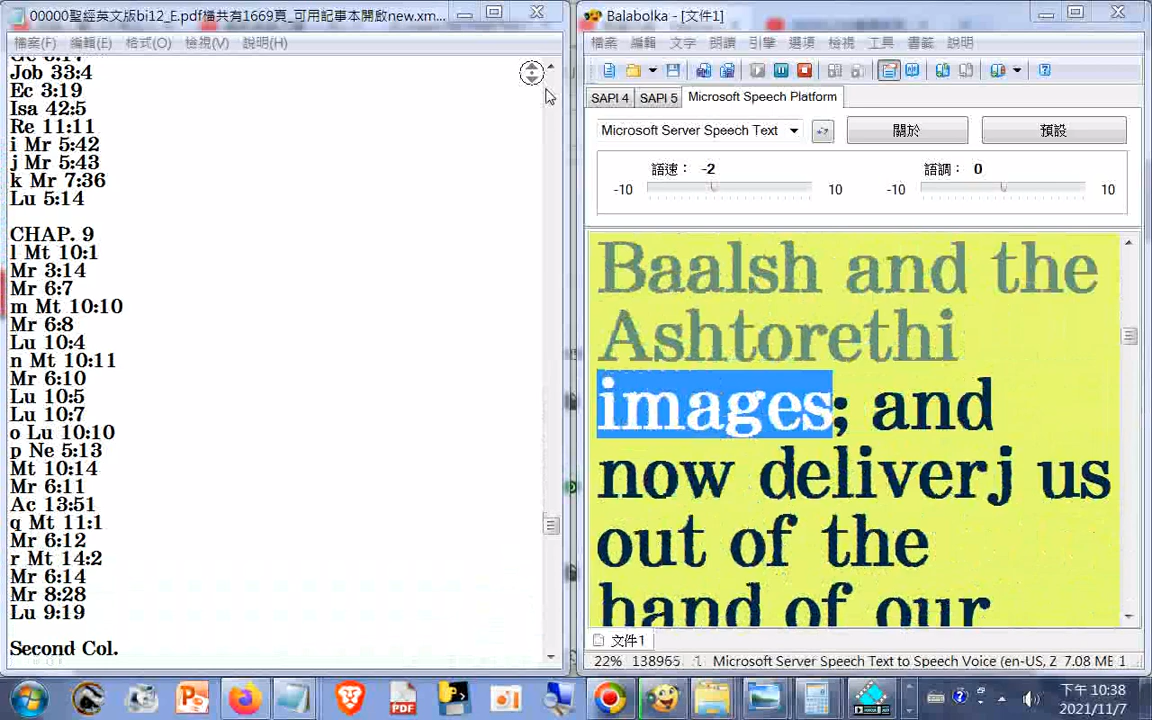 00000聖經英文版bi12_E.pdf檔共有1669頁_可用記事本開啟new.xm...
檔案(F) 編輯(E) 格式(O) 檢視(V) 說明(H)
Job 33:4
Ec 3:19
Isa 42:5
Re 11:11
i Mr 5:42
j Mr 5:43
k Mr 7:36
Lu 5:14
CHAP. 9
l Mt 10:1
Mr 3:14
Mr 6:7
m Mt 10:10
Mr 6:8
Lu 10:4
n Mt 10:11
Mr 6:10
Lu 10:5
Lu 10:7
o Lu 10:10
p Ne 5:13
Mt 10:14
Mr 6:11
Ac 13:51
q Mt 11:1
Mr 6:12
r Mt 14:2
Mr 6:14
Mr 8:28
Lu 9:19
Second Col.
Balabolka - [文件1]
檔案 編輯 文字 朗讀 引擎 選項 檢視 工具 書籤 說明
SAPI 4 SAPI 5 Microsoft Speech Platform
Microsoft Server Speech Text 關於 預設
語速： -2 語調： 0
-10 10 -10 10
Baalsh and the
Ashtorethi
images; and
now deliverj us
out of the
hand of our
文件1
22% 138965 Microsoft Server Speech Text to Speech Voice (en-US, Z 7.08 ME 1
PDF
下午 10:38
2021/11/7